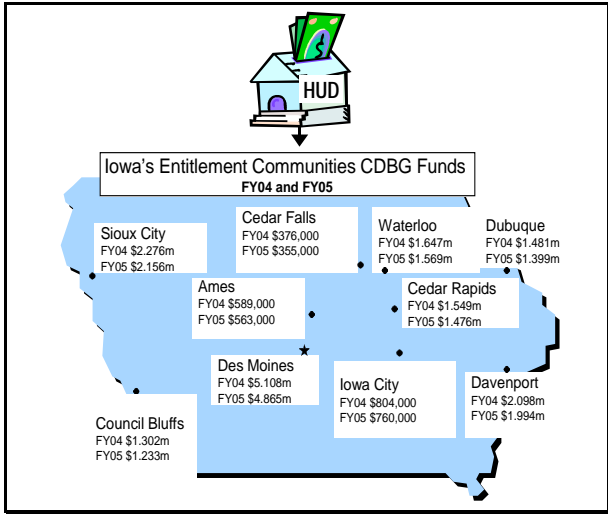 $
HUD
Iowa's Entitlement Communities CDBG Funds
FY04 and FY05
Sioux City
FY04 $2.276m
FY05 $2.156m
Cedar Falls
FY04 $376,000
FY05 $355,000
Waterloo
FY04 $1.647m
FY05 $1.569m
Dubuque
FY04 $1.481m
FY05 $1.399m
Ames
FY04 $589,000
FY05 $563,000
Cedar Rapids
FY04 $1.549m
FY05 $1.476m
Des Moines
FY04 $5.108m
FY05 $4.865m
Iowa City
FY04 $804,000
FY05 $760,000
Davenport
FY04 $2.098m
FY05 $1.994m
Council Bluffs
FY04 $1.302m
FY05 $1.233m